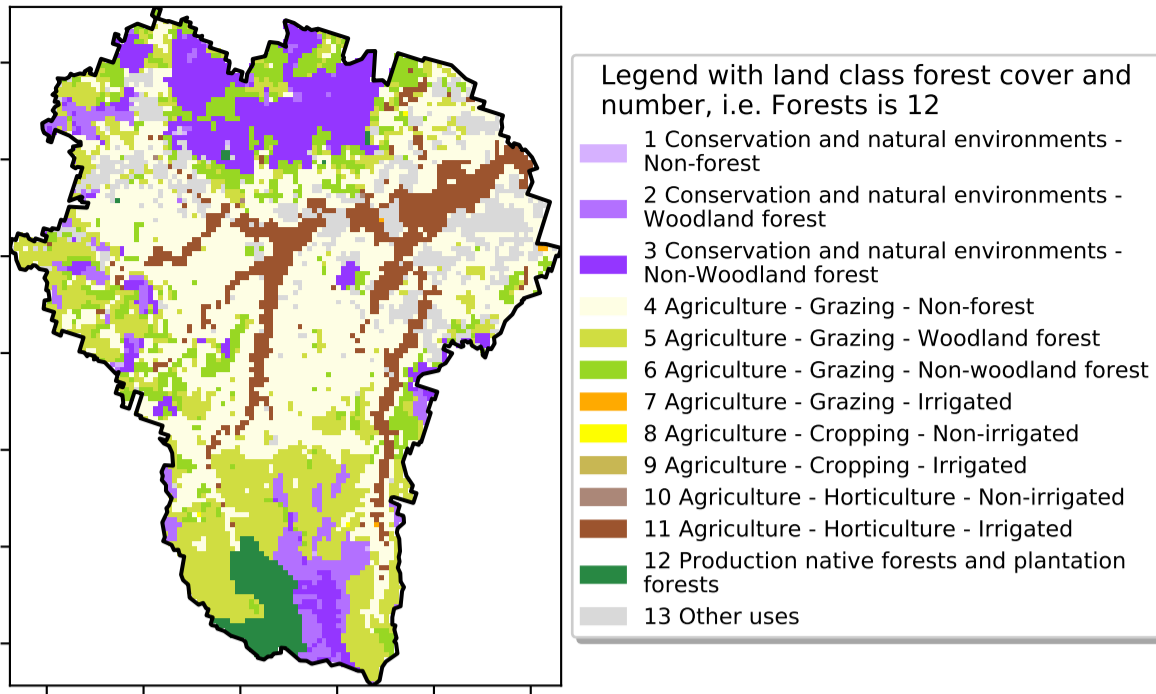 Legend with land class forest cover and
number, i.e. Forests is 12
1 Conservation and natural environments -
Non-forest
2 Conservation and natural environments -
Woodland forest
3 Conservation and natural environments -
Non-Woodland forest
4 Agriculture - Grazing - Non-forest
5 Agriculture - Grazing - Woodland forest
6 Agriculture - Grazing - Non-woodland forest
7 Agriculture - Grazing - Irrigated
8 Agriculture - Cropping - Non-irrigated
9 Agriculture - Cropping - Irrigated
10 Agriculture - Horticulture - Non-irrigated
11 Agriculture - Horticulture - Irrigated
12 Production native forests and plantation
forests
13 Other uses